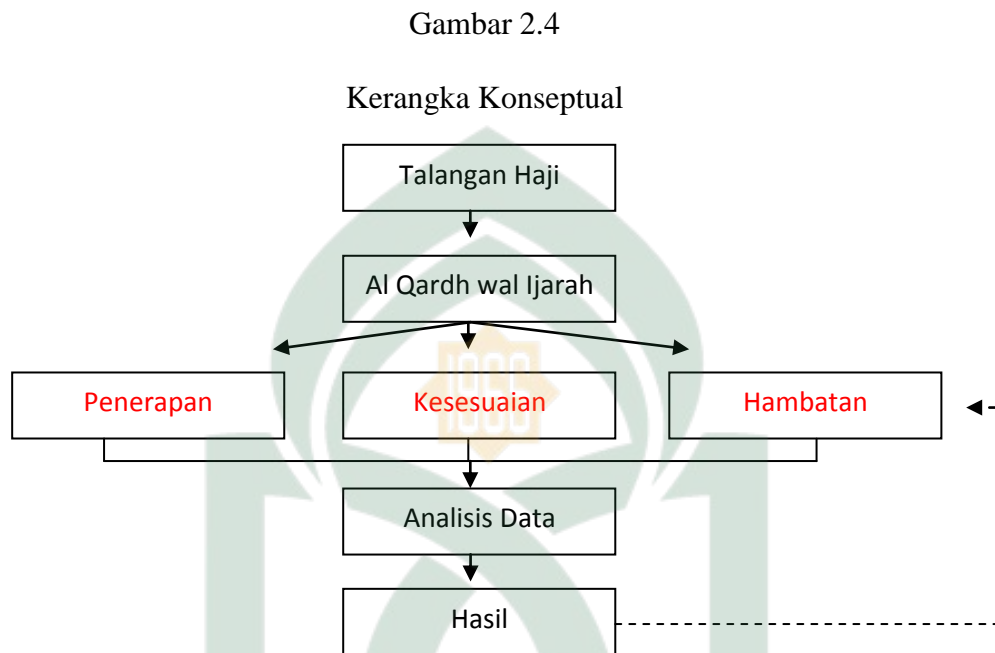 Gambar 2.4
Kerangka Konseptual
Talangan Haji
Al Qardh wal Ijarah
Penerapan
Kesesuaian
Hambatan
Analisis Data
Hasil